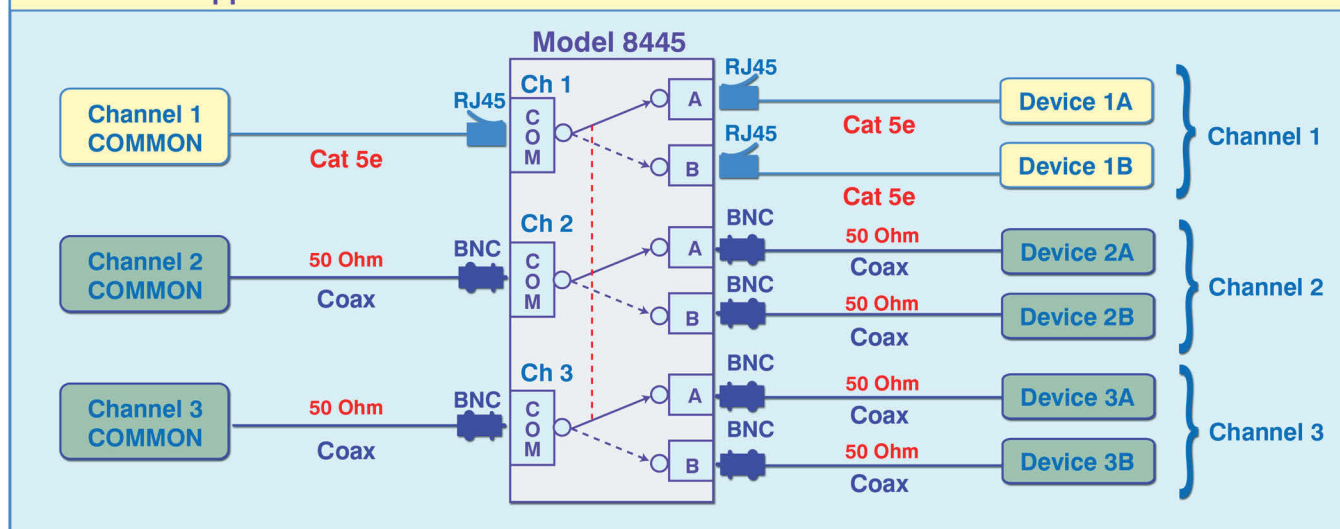 Model 8445
Channel 1
COMMON
RJ45
Cat 5e
Ch 1
COM
A
B
RJ45
Cat 5e
Device 1A
RJ45
Cat 5e
Device 1B
Channel 1
Channel 2
COMMON
50 Ohm
Coax
BNC
Ch 2
COM
A
B
BNC
50 Ohm
Coax
Device 2A
BNC
50 Ohm
Coax
Device 2B
Channel 2
Channel 3
COMMON
50 Ohm
Coax
BNC
Ch 3
COM
A
B
BNC
50 Ohm
Coax
Device 3A
BNC
50 Ohm
Coax
Device 3B
Channel 3